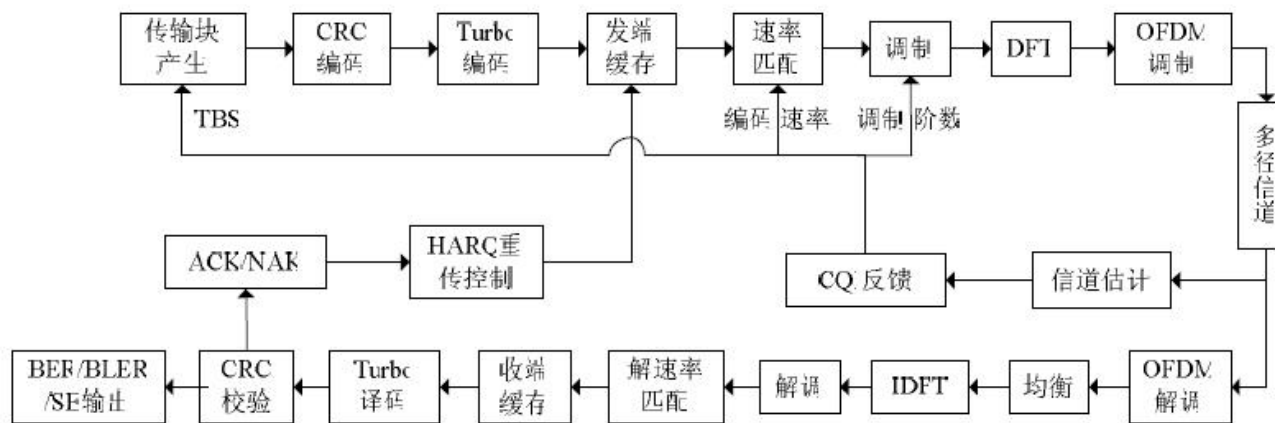 传输块
产生
CRC
编码
Turbo
编码
发端
缓存
速率
匹配
调制
DFT
OFDM
调制
TBS
编码速率
调制阶数
多径信道
ACK/NAK
HARQ重
传控制
CQI反馈
信道估计
BER/BLER
/SE输出
CRC
校验
Turbo
译码
收端
缓存
解速率
匹配
解调
IDFT
均衡
OFDM
解调